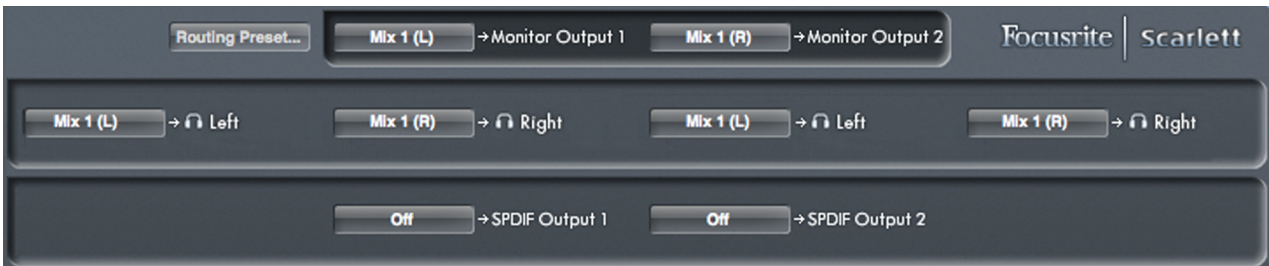 Routing Preset... Mix 1 (L) → Monitor Output 1 Mix 1 (R) → Monitor Output 2 Focusrite | Scarlett
Mix 1 (L) → Left Mix 1 (R) → Right Mix 1 (L) → Left Mix 1 (R) → Right
Off → SPDIF Output 1 Off → SPDIF Output 2